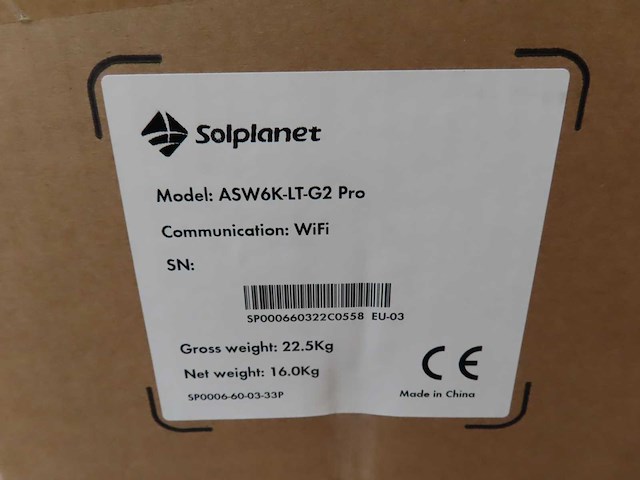 Solplanet
Model: ASW6K-LT-G2 Pro
Communication: WiFi
SN:
SP000660322C0558 EU-03
Gross weight: 22.5Kg
Net weight: 16.0Kg
CE
SP0006-60-03-33P
Made in China